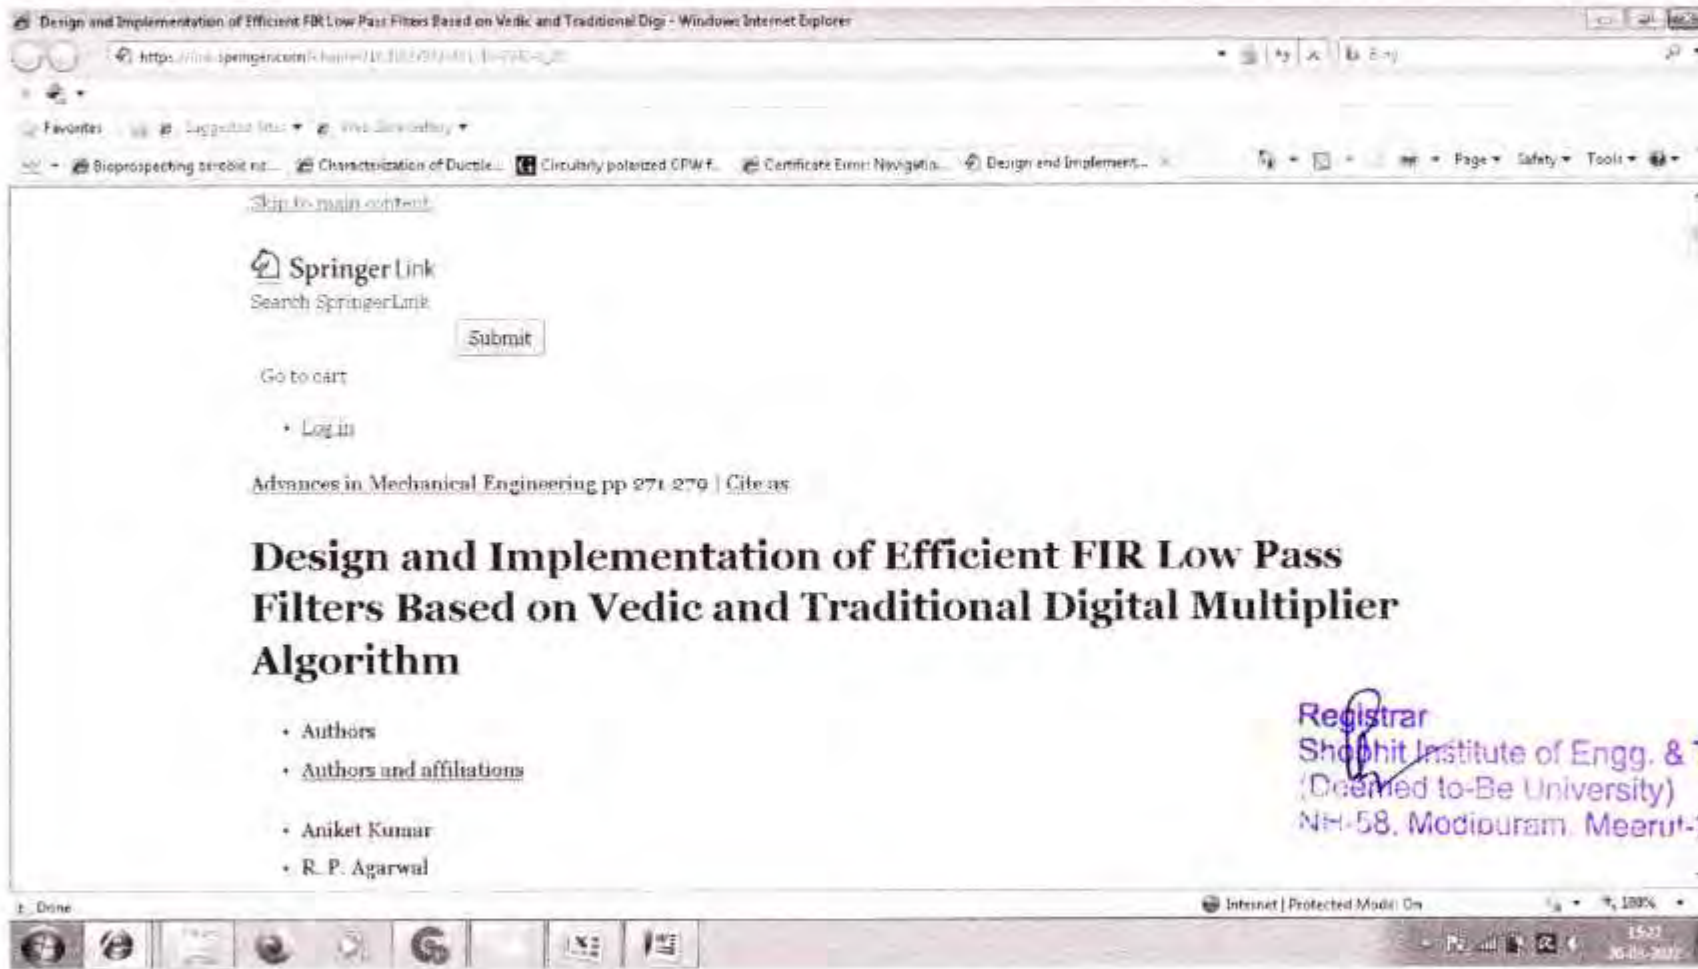 Design and Implementation of Efficient FIR Low Pass Filters Based on Vedic and Traditional Digi - Windows Internet Explorer
Favorites
Bioprospecting Characterization of Ductile... Circularly polarized CPW f... Certificate Error: Navigatio... Design and Implement... Page Safety Tools
Skip to main content
SpringerLink
Search SpringerLink
Submit
Go to cart
• Log in
Advances in Mechanical Engineering pp 271 279 | Cite as
Design and Implementation of Efficient FIR Low Pass
Filters Based on Vedic and Traditional Digital Multiplier
Algorithm
• Authors
• Authors and affiliations
• Aniket Kumar
• R. P. Agarwal
Registrar
Shobhit Institute of Engg. &
(Deemed to-Be University)
NH-58, Modipuram, Meerut-
Done
Internet | Protected Mode: On
100%